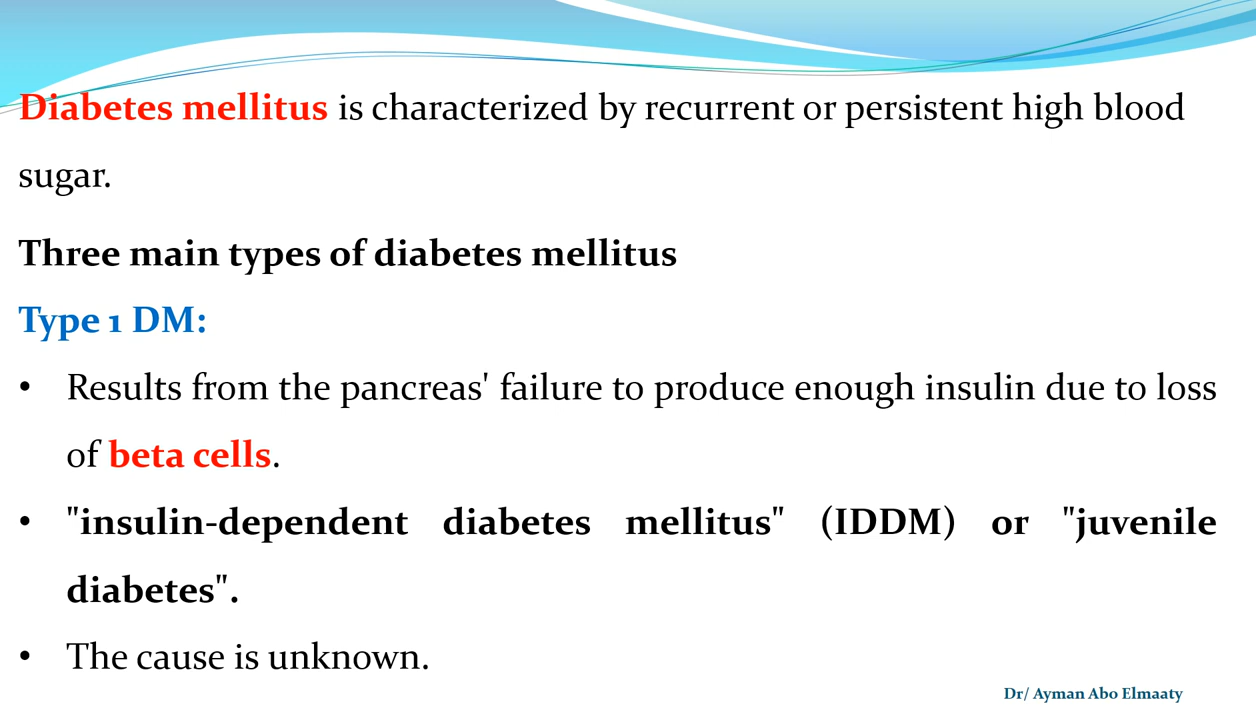 Diabetes mellitus is characterized by recurrent or persistent high blood
sugar.
Three main types of diabetes mellitus
Type 1 DM:
• Results from the pancreas' failure to produce enough insulin due to loss
of beta cells.
• "insulin-dependent diabetes mellitus" (IDDM) or "juvenile
diabetes".
• The cause is unknown.
Dr/ Ayman Abo Elmaaty